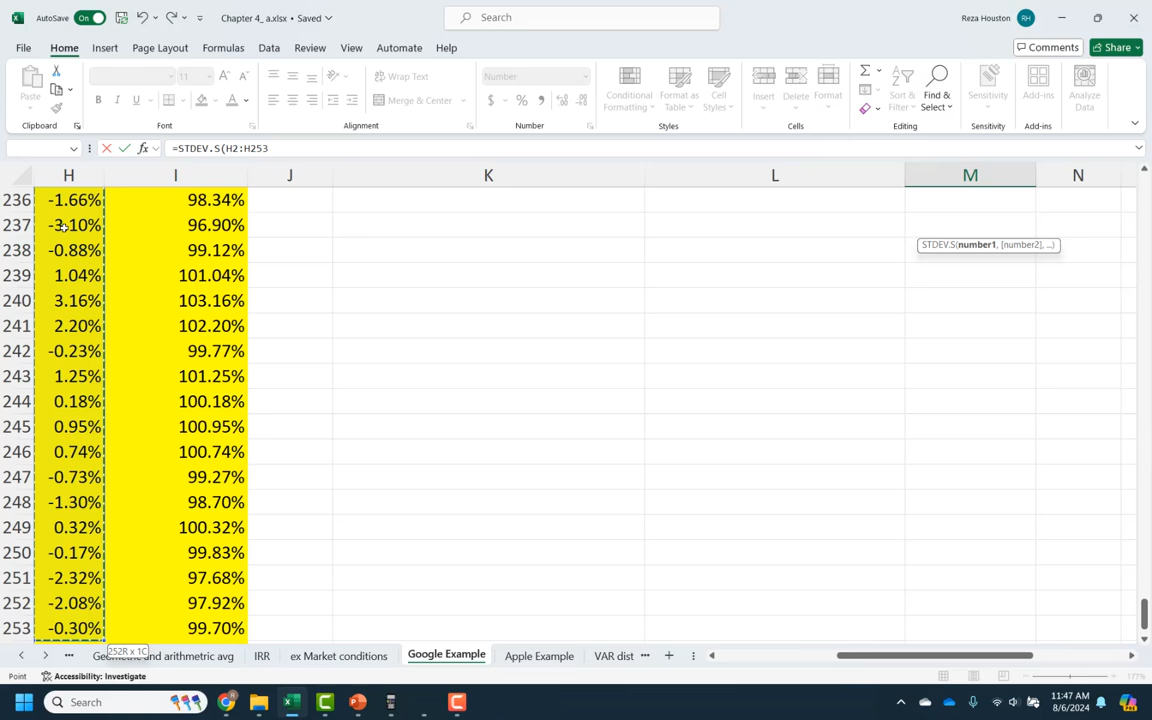 AutoSave On Chapter 4_ a.xlsx • Saved Search Reza Houston RH
File Home Insert Page Layout Formulas Data Review View Automate Help Comments Share
Paste 11 A A B I U A Wrap Text Merge & Center Number $ % Conditional Formatting Format as Table Cell Styles Insert Delete Format Sort & Filter Find & Select Sensitivity Add-ins Analyze Data
Clipboard Font Alignment Number Styles Cells Editing Sensitivity Add-ins
fx =STDEV.S(H2:H253
H I J K L M N
236 -1.66% 98.34%
237 -3.10% 96.90%
238 -0.88% 99.12%
STDEV.S(number1, [number2], ...)
239 1.04% 101.04%
240 3.16% 103.16%
241 2.20% 102.20%
242 -0.23% 99.77%
243 1.25% 101.25%
244 0.18% 100.18%
245 0.95% 100.95%
246 0.74% 100.74%
247 -0.73% 99.27%
248 -1.30% 98.70%
249 0.32% 100.32%
250 -0.17% 99.83%
251 -2.32% 97.68%
252 -2.08% 97.92%
253 -0.30% 99.70%
252R x 1C
and arithmetric avg IRR ex Market conditions Google Example Apple Example VAR dist
Point Accessibility: Investigate 177%
Search 11:47 AM
8/6/2024